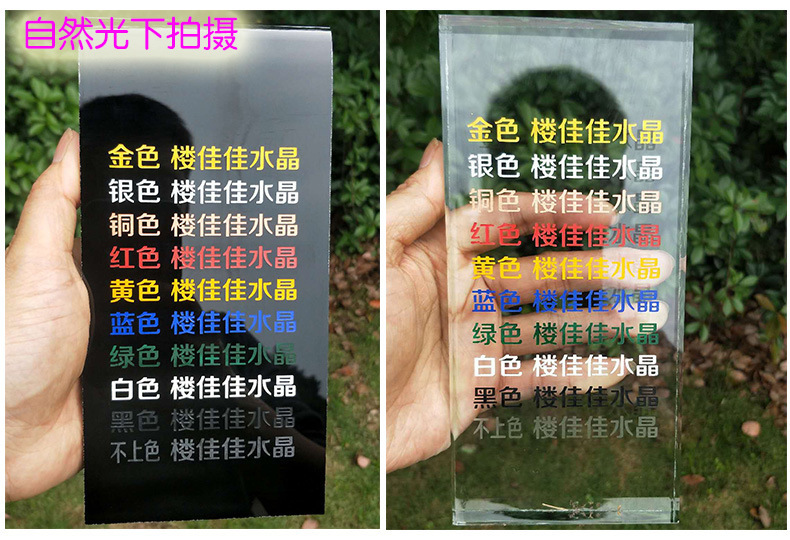 自然光下拍摄
金色 楼佳佳水晶
银色 楼佳佳水晶
铜色 楼佳佳水晶
红色 楼佳佳水晶
黄色 楼佳佳水晶
蓝色 楼佳佳水晶
绿色 楼佳佳水晶
白色 楼佳佳水晶
黑色 楼佳佳水晶
不上色 楼佳佳水晶
金色 楼佳佳水晶
银色 楼佳佳水晶
铜色 楼佳佳水晶
红色 楼佳佳水晶
黄色 楼佳佳水晶
蓝色 楼佳佳水晶
绿色 楼佳佳水晶
白色 楼佳佳水晶
黑色 楼佳佳水晶
不上色 楼佳佳水晶